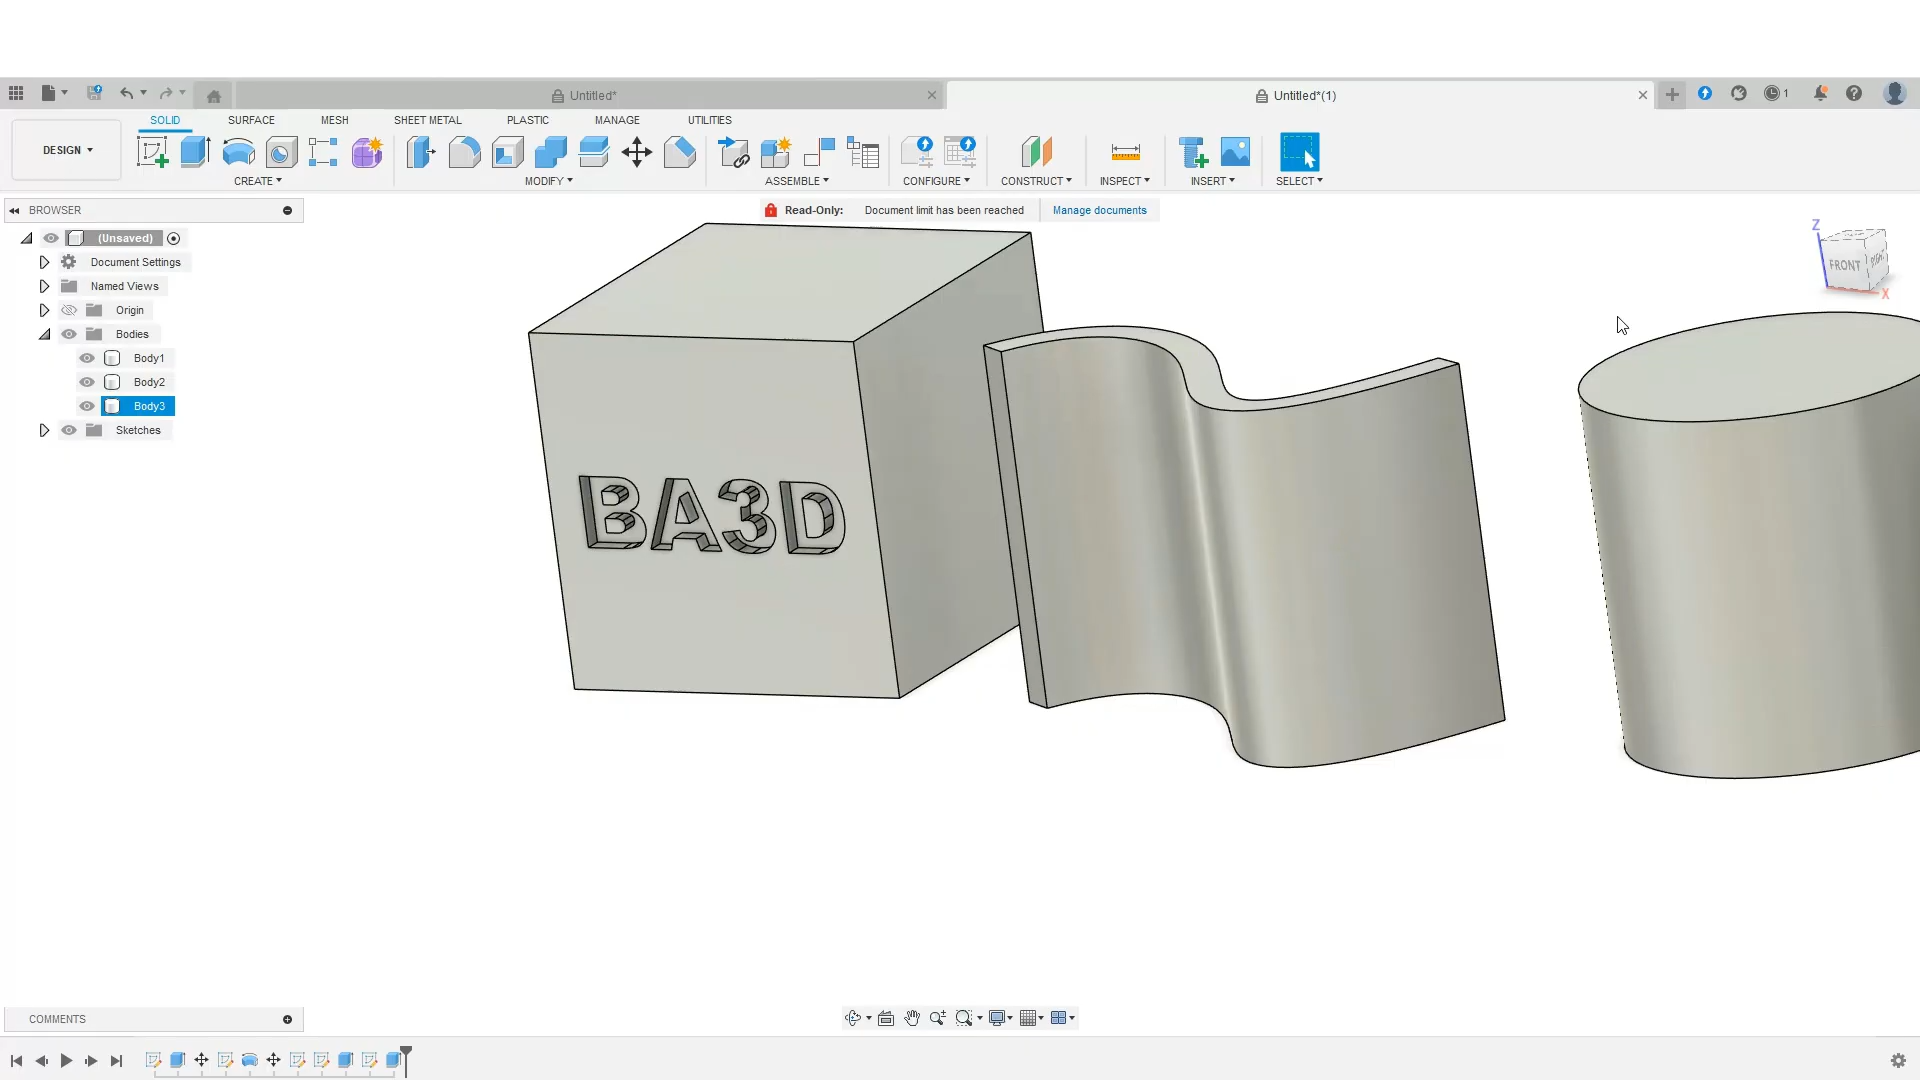 Untitled*
Untitled*(1)
1
DESIGN
SOLID
SURFACE
MESH
SHEET METAL
PLASTIC
MANAGE
UTILITIES
CREATE
MODIFY
ASSEMBLE
CONFIGURE
CONSTRUCT
INSPECT
INSERT
SELECT
BROWSER
Read-Only: Document limit has been reached Manage documents
(Unsaved)
Document Settings
Named Views
Origin
Bodies
Body1
Body2
Body3
Sketches
Z
FRONT
RIGHT
X
BA3D
COMMENTS